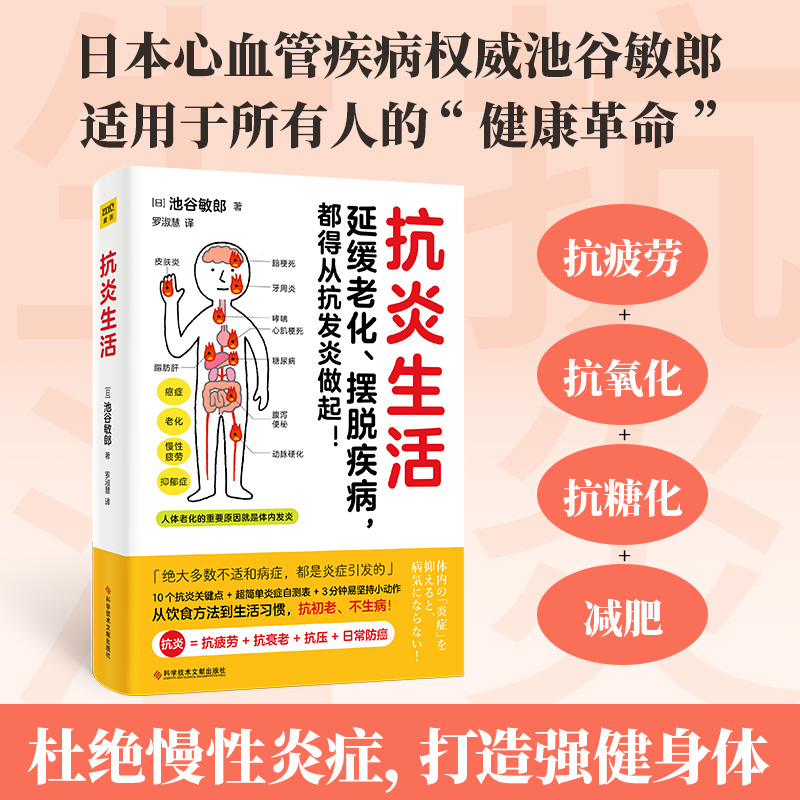 日本心血管疾病权威池谷敏郎
适用于所有人的“健康革命”
抗炎生活
[日] 池谷敏郎 著
罗淑慧 译
[日] 池谷敏郎 著
罗淑慧 译
抗炎生活
延缓老化、摆脱疾病，
都得从抗发炎做起！
皮肤炎
脑梗死
牙周炎
哮喘
心肌梗死
脂肪肝
糖尿病
癌症
老化
腹泻
便秘
慢性
疲劳
动脉硬化
抑郁症
人体老化的重要原因就是体内发炎
「绝大多数不适和病症，都是炎症引发的」
10个抗炎关键点 + 超简单炎症自测表 + 3分钟易坚持小动作
从饮食方法到生活习惯，抗初老、不生病！
抗炎 = 抗疲劳 + 抗衰老 + 抗压 + 日常防癌
体内の「炎症」を
抑えると、
病気にならない！
科学技术文献出版社
抗疲劳
+
抗氧化
+
抗糖化
+
减肥
杜绝慢性炎症, 打造强健身体